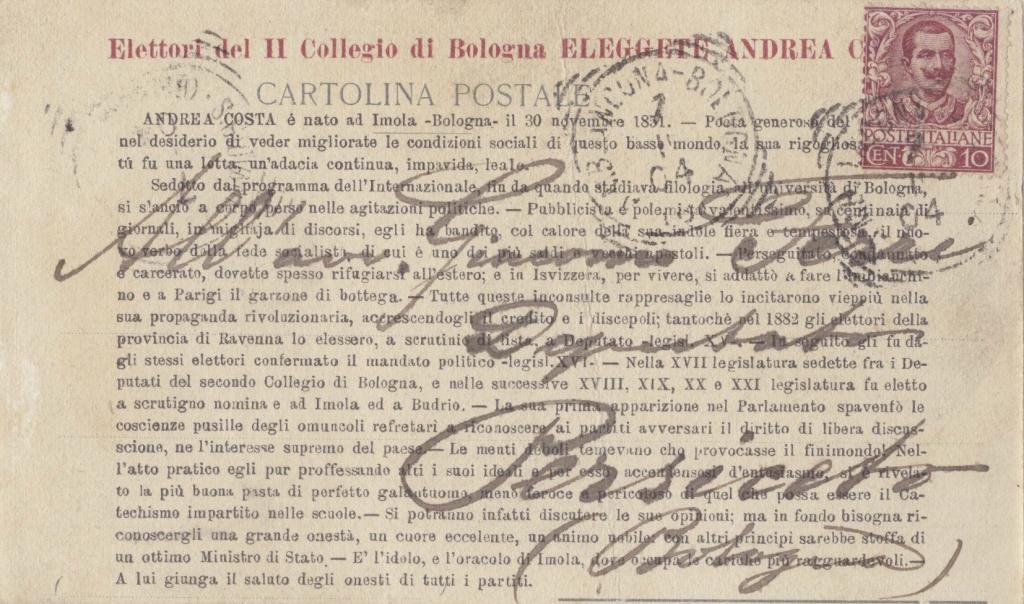 Elettori del II Collegio di Bologna ELEGGETE ANDREA C
CARTOLINA POSTALE
POSTE ITALIANE
CEN. 10
ANCONA-BOLOGNA
ANDREA COSTA é nato ad Imola -Bologna- il 30 novembre 1851. — Poeta generoso del
nel desiderio di veder migliorate le condizioni sociali di questo basso mondo, la sua rigogliosa
tú fu una lotta, un'adacia continua, impavida, leale.
Sedotto dal programma dell'Internazionale, fin da quando studiava filologia, all'università di Bologna,
si slanciò a corpo perso nelle agitazioni politiche. — Pubblicista e polemista valentissimo, su centinaia di
giornali, in migliaja di discorsi, egli ha bandito, col calore della sua indole fiera e tempestosa, il nuo-
vo verbo della fede socialista di cui è uno dei più saldi e vecchi apostoli. — Perseguitato, condannato
e carcerato, dovette spesso rifugiarsi all'estero; e in Isvizzera, per vivere, si addattò a fare l'imbianchi-
no e a Parigi il garzone di bottega. — Tutte queste inconsulte rappresaglie lo incitarono vieppiù nella
sua propaganda rivoluzionaria, accrescendogli il credito e i discepoli; tantochè nel 1882 gli elettori della
provincia di Ravenna lo elessero, a scrutinio di lista, a Deputato -legisl. XV- — In seguito gli fu da-
gli stessi elettori confermato il mandato politico -legisl. XVI- — Nella XVII legislatura sedette fra i De-
putati del secondo Collegio di Bologna, e nelle successive XVIII, XIX, XX e XXI legislatura fu eletto
a scrutigno nomina e ad Imola ed a Budrio. — La sua prima apparizione nel Parlamento spaventò le
coscienze pusille degli omuncoli refretari a riconoscere ai partiti avversari il diritto di libera discus-
scione, ne l'interesse supremo del paese. — Le menti deboli temevano che provocasse il finimondo! Nel-
l'atto pratico egli pur proffessando alti i suoi ideali e per essi accendensosi d'entusiasmo, si è rivela-
to la più buona pasta di perfetto galantuomo, meno feroce e pericoloso di quel che possa essere il Ca-
techismo impartito nelle scuole. — Si potranno infatti discutere le sue opinioni; ma in fondo bisogna ri-
conoscergli una grande onestà, un cuore eccelente, un animo nobile: con altri principi sarebbe stoffa di
un ottimo Ministro di Stato — E' l'idolo, e l'oracolo di Imola, dove occupa le cariche più ragguardevoli. —
A lui giunga il saluto degli onesti di tutti i partiti.
All'avv.
Deputato
Persiceto
(Bologna)